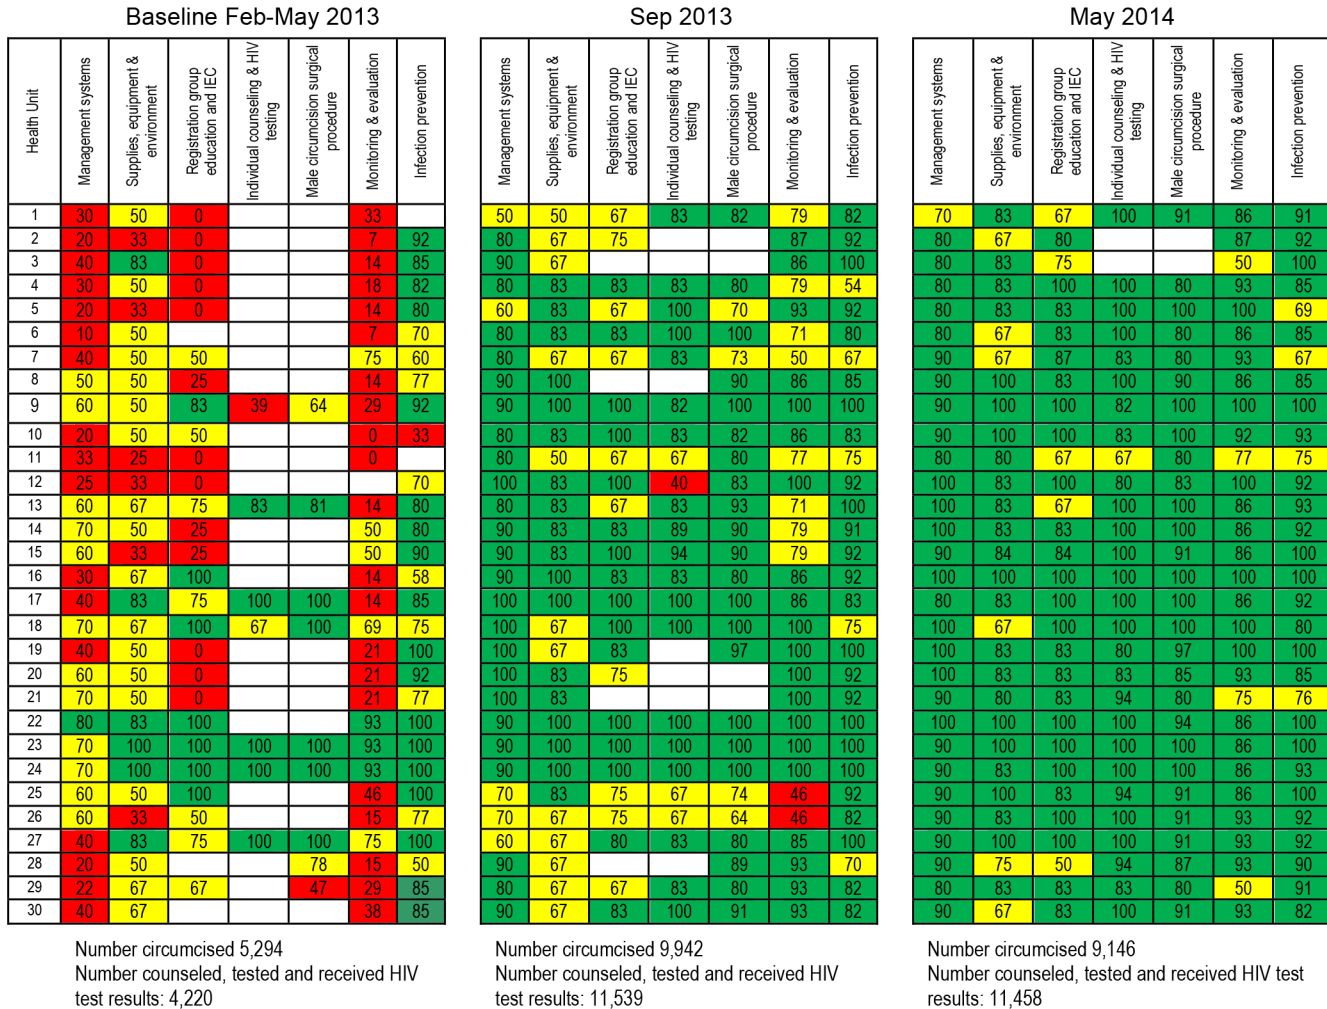 Baseline Feb-May 2013 Sep 2013 May 2014
Health Unit Management systems Supplies, equipment & environment Registration group education and IEC Individual counseling & HIV testing Male circumcision surgical procedure Monitoring & evaluation Infection prevention Management systems Supplies, equipment & environment Registration group education and IEC Individual counseling & HIV testing Male circumcision surgical procedure Monitoring & evaluation Infection prevention Management systems Supplies, equipment & environment Registration group education and IEC Individual counseling & HIV testing Male circumcision surgical procedure Monitoring & evaluation Infection prevention
1 30 50 0 33 50 50 67 83 82 79 82 70 83 67 100 91 86 91
2 20 33 0 7 92 80 67 75 87 92 80 67 80 87 92
3 40 83 0 14 85 90 67 86 100 80 83 75 50 100
4 30 50 0 18 82 80 83 83 83 80 79 54 80 83 100 100 80 93 85
5 20 33 0 14 80 60 83 67 100 70 93 92 80 83 83 100 100 100 69
6 10 50 7 70 80 83 83 100 100 71 80 80 67 83 100 80 86 85
7 40 50 50 75 60 80 67 67 83 73 50 67 90 67 87 83 80 93 67
8 50 50 25 14 77 90 100 90 86 85 90 100 83 100 90 86 85
9 60 50 83 39 64 29 92 90 100 100 82 100 100 100 90 100 100 82 100 100 100
10 20 50 50 0 33 80 83 100 83 82 86 83 90 100 100 83 100 92 93
11 33 25 0 0 80 50 67 67 80 77 75 80 80 67 67 80 77 75
12 25 33 0 70 100 83 100 40 83 100 92 100 83 100 80 83 100 92
13 60 67 75 83 81 14 80 80 83 67 83 93 71 100 100 83 67 100 100 86 93
14 70 50 25 50 80 90 83 83 89 90 79 91 100 83 83 100 100 86 92
15 60 33 25 50 90 90 83 100 94 90 79 92 90 84 84 100 91 86 100
16 30 67 100 14 58 90 100 83 83 80 86 92 100 100 100 100 100 100 100
17 40 83 75 100 100 14 85 100 100 100 100 100 86 83 80 83 100 100 100 86 92
18 70 67 100 67 100 69 75 100 67 100 100 100 100 75 100 67 100 100 100 100 80
19 40 50 0 21 100 100 67 83 97 100 100 100 83 83 80 97 100 100
20 60 50 0 21 92 100 83 75 100 92 100 83 83 83 85 93 85
21 70 50 0 21 77 100 83 100 92 90 80 83 94 80 75 76
22 80 83 100 93 100 90 100 100 100 100 100 100 100 100 100 100 94 86 100
23 70 100 100 100 100 93 100 90 100 100 100 100 100 100 90 100 100 100 100 86 100
24 70 100 100 100 100 93 100 90 100 100 100 100 100 100 90 83 100 100 100 86 93
25 60 50 100 46 100 70 83 75 67 74 46 92 90 100 83 94 91 86 100
26 60 33 50 15 77 70 67 75 67 64 46 82 90 83 100 100 91 93 92
27 40 83 75 100 100 75 100 60 67 80 83 80 85 100 90 100 100 100 91 93 92
28 20 50 78 15 50 90 67 89 93 70 90 75 50 94 87 93 90
29 22 67 67 47 29 85 80 67 67 83 80 93 82 80 83 83 83 80 50 91
30 40 67 38 85 90 67 83 100 91 93 82 90 67 83 100 91 93 82
Number circumcised 5,294
Number counseled, tested and received HIV
test results: 4,220
Number circumcised 9,942
Number counseled, tested and received HIV
test results: 11,539
Number circumcised 9,146
Number counseled, tested and received HIV test
results: 11,458